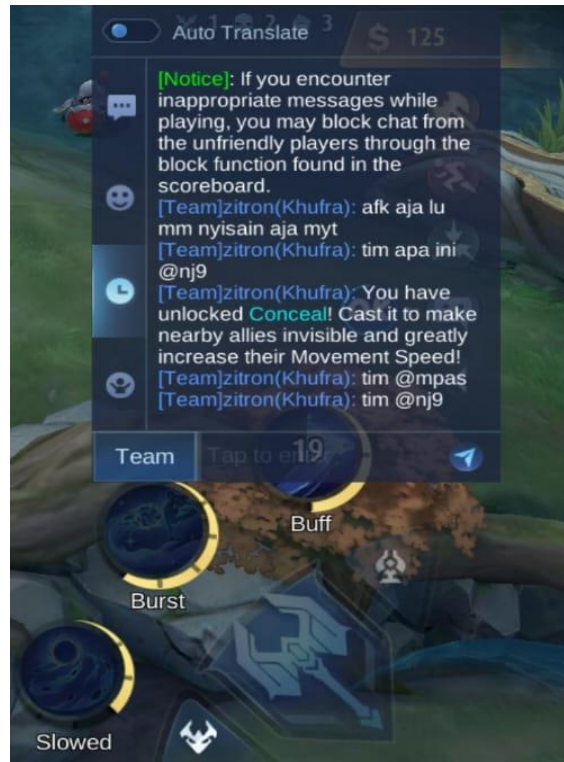 1 2 3
Auto Translate
$ 125
[Notice]: If you encounter
inappropriate messages while
playing, you may block chat from
the unfriendly players through the
block function found in the
scoreboard.
[Team]zitron(Khufra): afk aja lu
mm nyisain aja myt
[Team]zitron(Khufra): tim apa ini
@nj9
[Team]zitron(Khufra): You have
unlocked Conceal! Cast it to make
nearby allies invisible and greatly
increase their Movement Speed!
[Team]zitron(Khufra): tim @mpas
[Team]zitron(Khufra): tim @nj9
Team
Tap to enter
19
Buff
Burst
Slowed